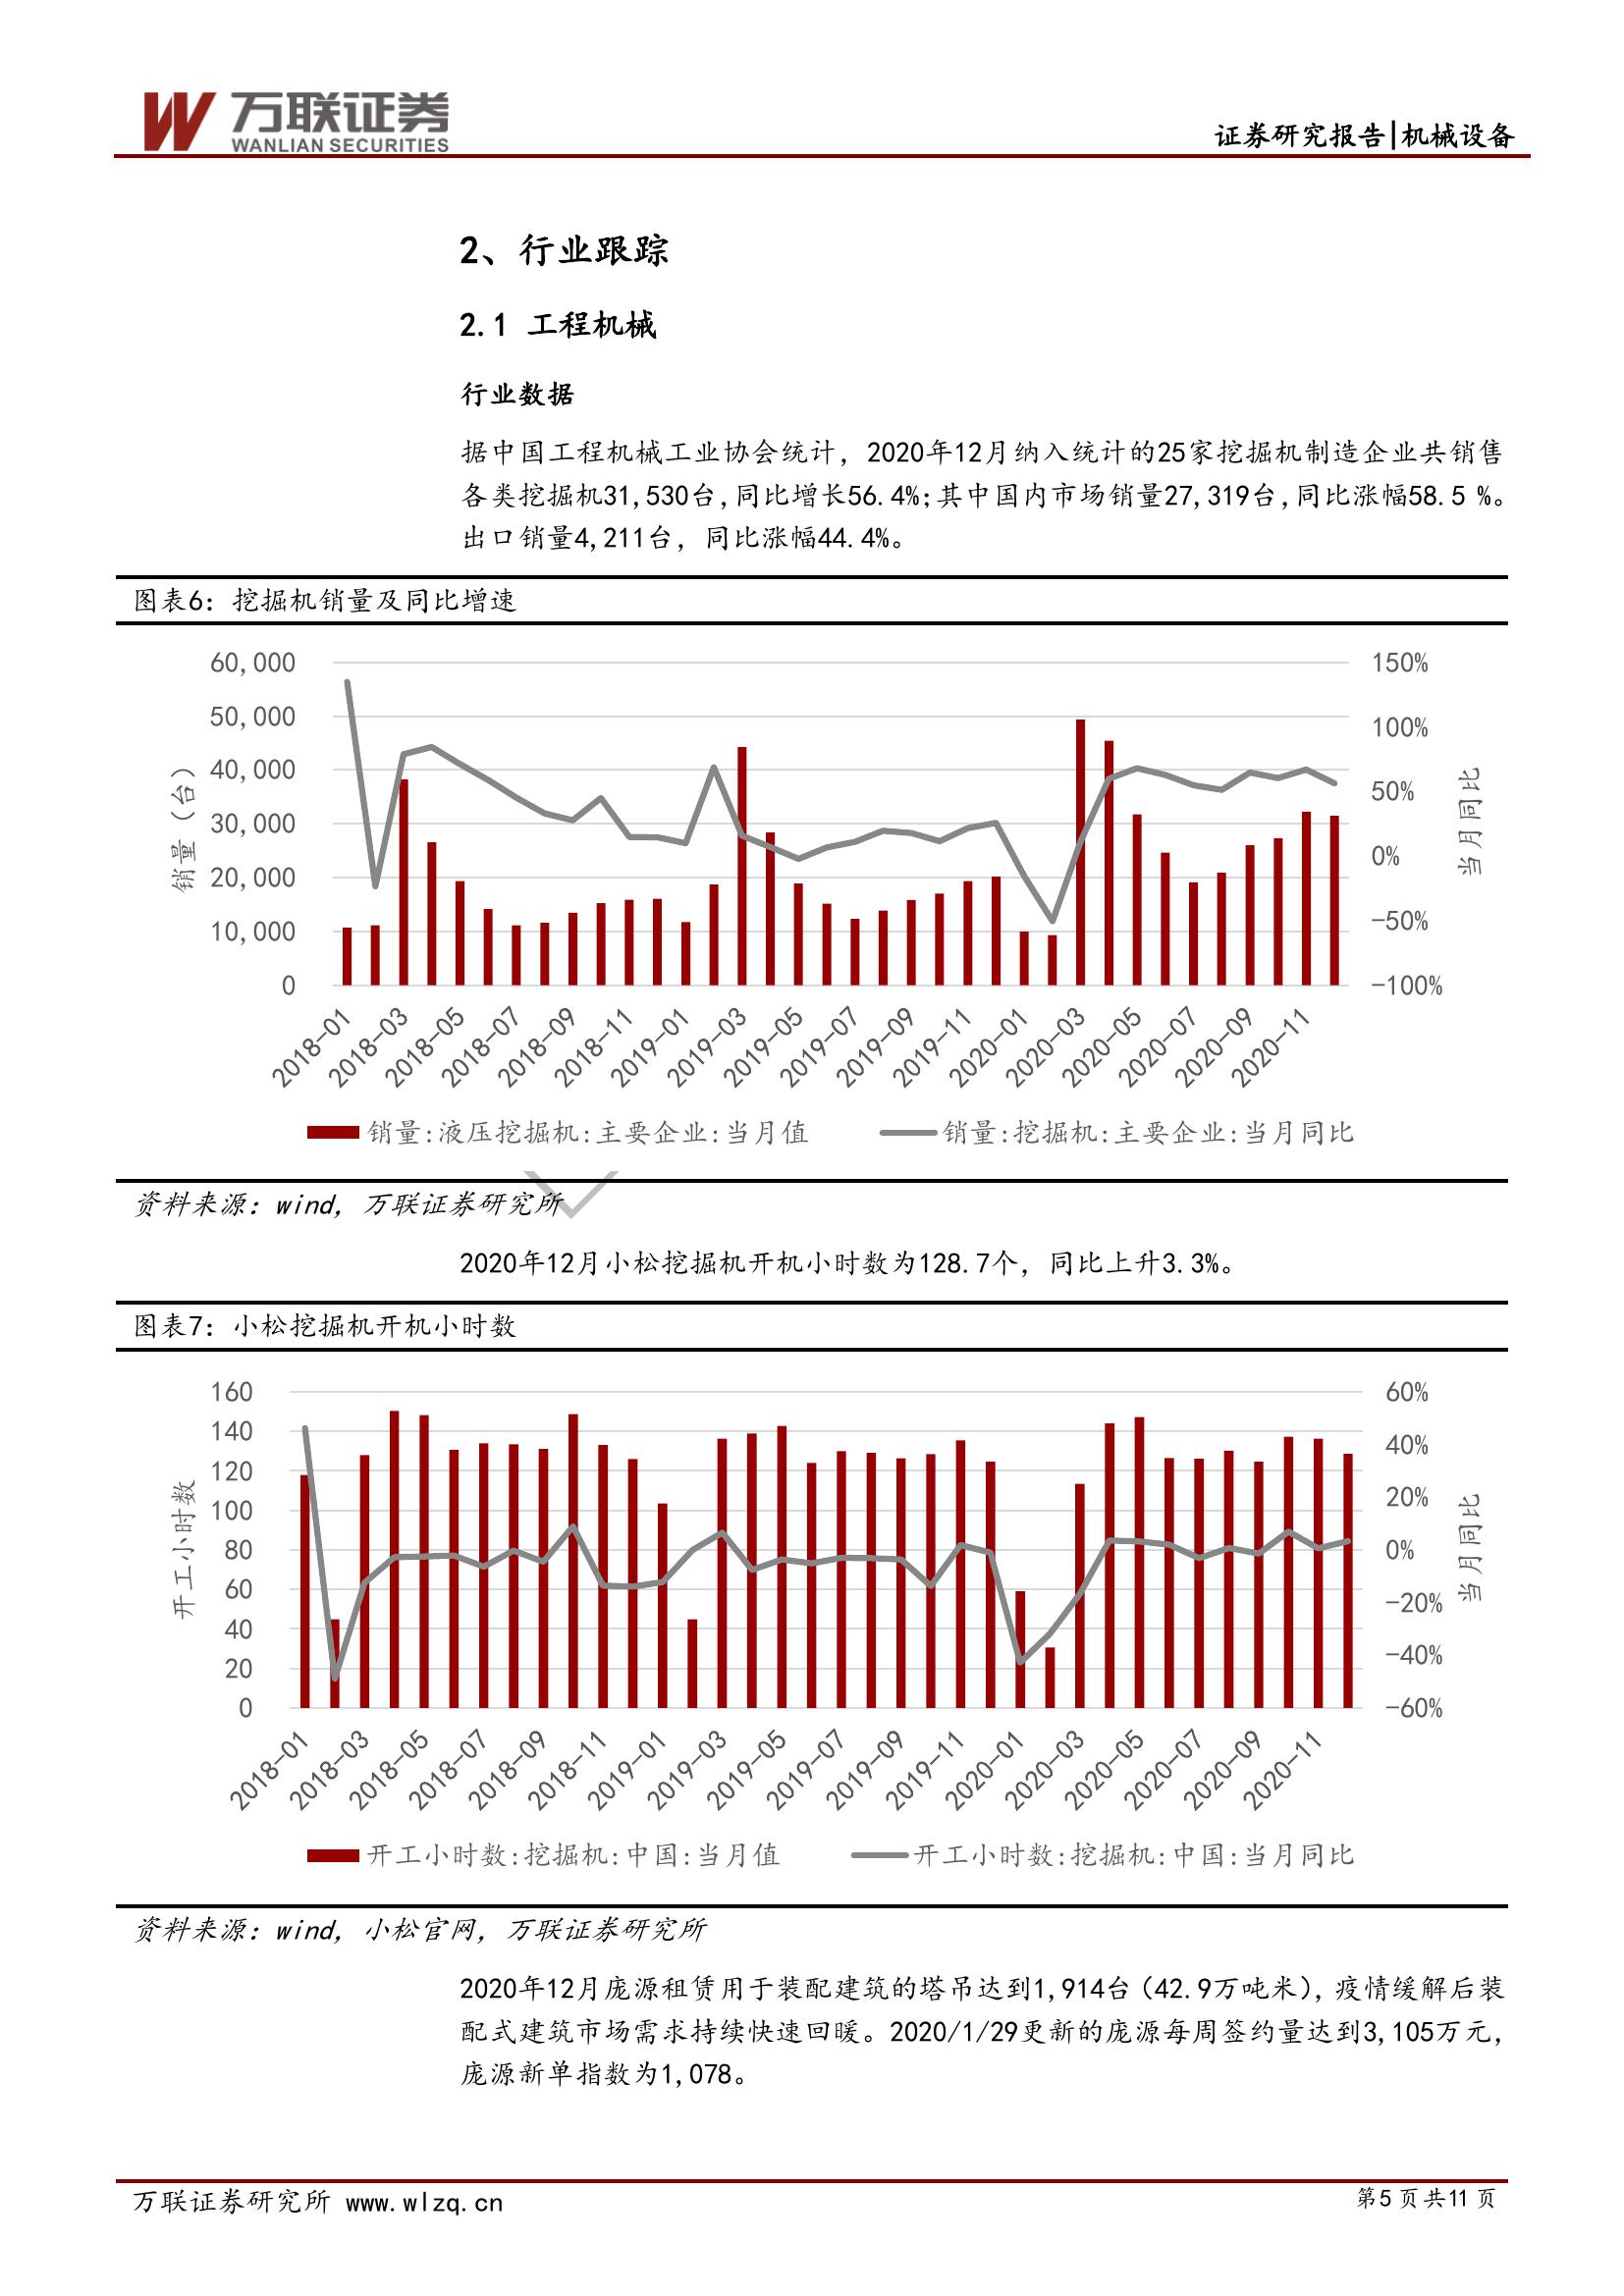 万联证券
WANLIAN SECURITIES
证券研究报告|机械设备
2、行业跟踪
2.1 工程机械
行业数据
据中国工程机械工业协会统计，2020年12月纳入统计的25家挖掘机制造企业共销售
各类挖掘机31,530台,同比增长56.4%;其中国内市场销量27,319台,同比涨幅58.5 %。
出口销量4,211台，同比涨幅44.4%。
图表6：挖掘机销量及同比增速
60,000
50,000
40,000
30,000
20,000
10,000
0
销量（台）
150%
100%
50%
0%
-50%
-100%
当月同比
2018-01
2018-03
2018-05
2018-07
2018-09
2018-11
2019-01
2019-03
2019-05
2019-07
2019-09
2019-11
2020-01
2020-03
2020-05
2020-07
2020-09
2020-11
销量:液压挖掘机:主要企业:当月值
销量:挖掘机:主要企业:当月同比
资料来源：wind，万联证券研究所
2020年12月小松挖掘机开机小时数为128.7个，同比上升3.3%。
图表7：小松挖掘机开机小时数
160
140
120
100
80
60
40
20
0
开工小时数
60%
40%
20%
0%
-20%
-40%
-60%
当月同比
2018-01
2018-03
2018-05
2018-07
2018-09
2018-11
2019-01
2019-03
2019-05
2019-07
2019-09
2019-11
2020-01
2020-03
2020-05
2020-07
2020-09
2020-11
开工小时数:挖掘机:中国:当月值
开工小时数:挖掘机:中国:当月同比
资料来源：wind，小松官网，万联证券研究所
2020年12月庞源租赁用于装配建筑的塔吊达到1,914台（42.9万吨米），疫情缓解后装
配式建筑市场需求持续快速回暖。2020/1/29更新的庞源每周签约量达到3,105万元，
庞源新单指数为1,078。
万联证券研究所 www.wlzq.cn
第5 页 共11 页